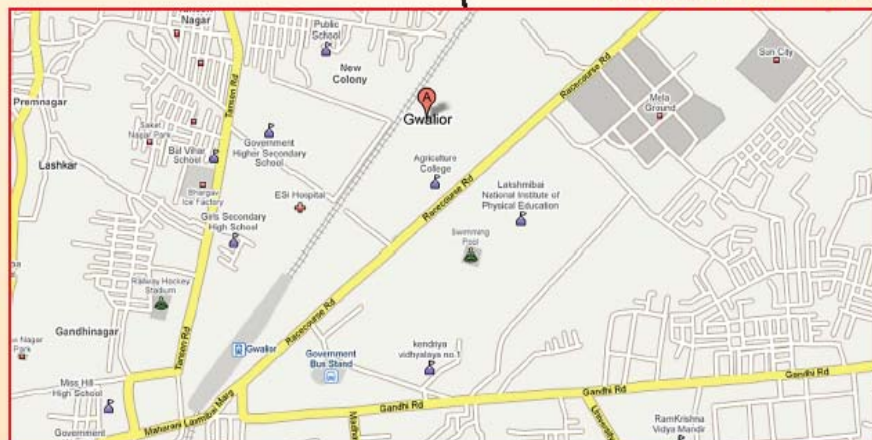 Nagar
Public
School
New
Colony
Premnagar
Tansen Rd
A
Gwalior
Racecourse Rd
Sun City
Mela
Ground
Saket
Nagar Park
Bal Vihar
School
Government
Higher Secondary
School
Lashkar
Bhargav
Ice Factory
ESI Hospital
Agriculture
College
Racecourse Rd
Lakshmibai
National Institute of
Physical Education
Girls Secondary
High School
Swimming
Pool
Railway Hockey
Stadium
Gandhinagar
Tansen Rd
Racecourse Rd
Nagar
Park
Gwalior
Government
Bus Stand
kendriya
vidhyalaya no.1
Miss Hill
High School
Gandhi Rd
Gandhi Rd
Gandhi Rd
Maharani Laxmibai Marg
Government
RamKrishna
Vidya Mandir